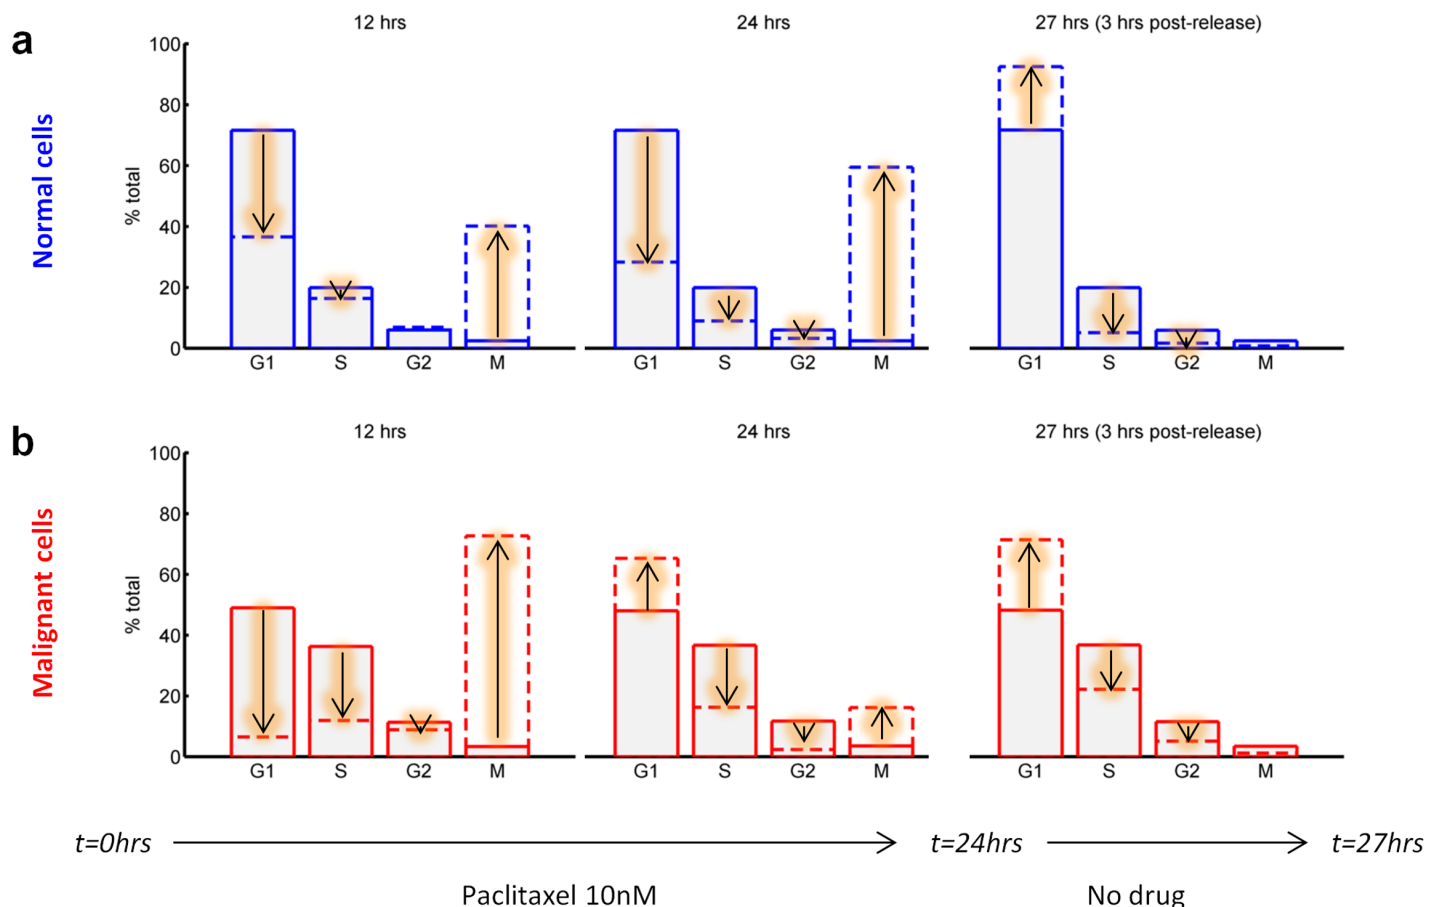 a
12 hrs
24 hrs
27 hrs (3 hrs post-release)
Normal cells
% total
100
80
60
40
20
0
G1 S G2 M
G1 S G2 M
G1 S G2 M
b
12 hrs
24 hrs
27 hrs (3 hrs post-release)
Malignant cells
% total
100
80
60
40
20
0
G1 S G2 M
G1 S G2 M
G1 S G2 M
t=0hrs
t=24hrs
t=27hrs
Paclitaxel 10nM
No drug